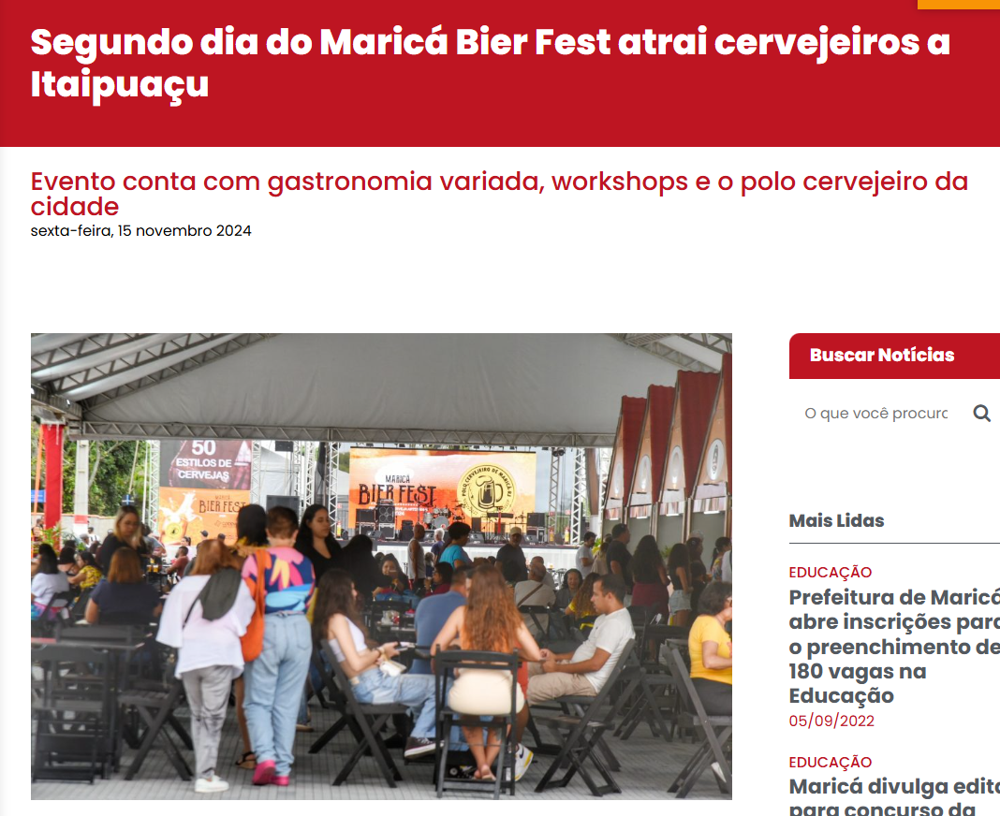 Segundo dia do Maricá Bier Fest atrai cervejeiros a
Itaipuaçu
Evento conta com gastronomia variada, workshops e o polo cervejeiro da
cidade
sexta-feira, 15 novembro 2024
50
ESTILOS DE
CERVEJAS
MARICÁ
BIER FEST
MARICÁ
BIER FEST
POLO CERVEJEIRO DE MARICÁ-RJ
Buscar Notícias
O que você procurc
Mais Lidas
EDUCAÇÃO
Prefeitura de Maricá
abre inscrições para
o preenchimento de
180 vagas na
Educação
05/09/2022
EDUCAÇÃO
Maricá divulga edita
para concurso da